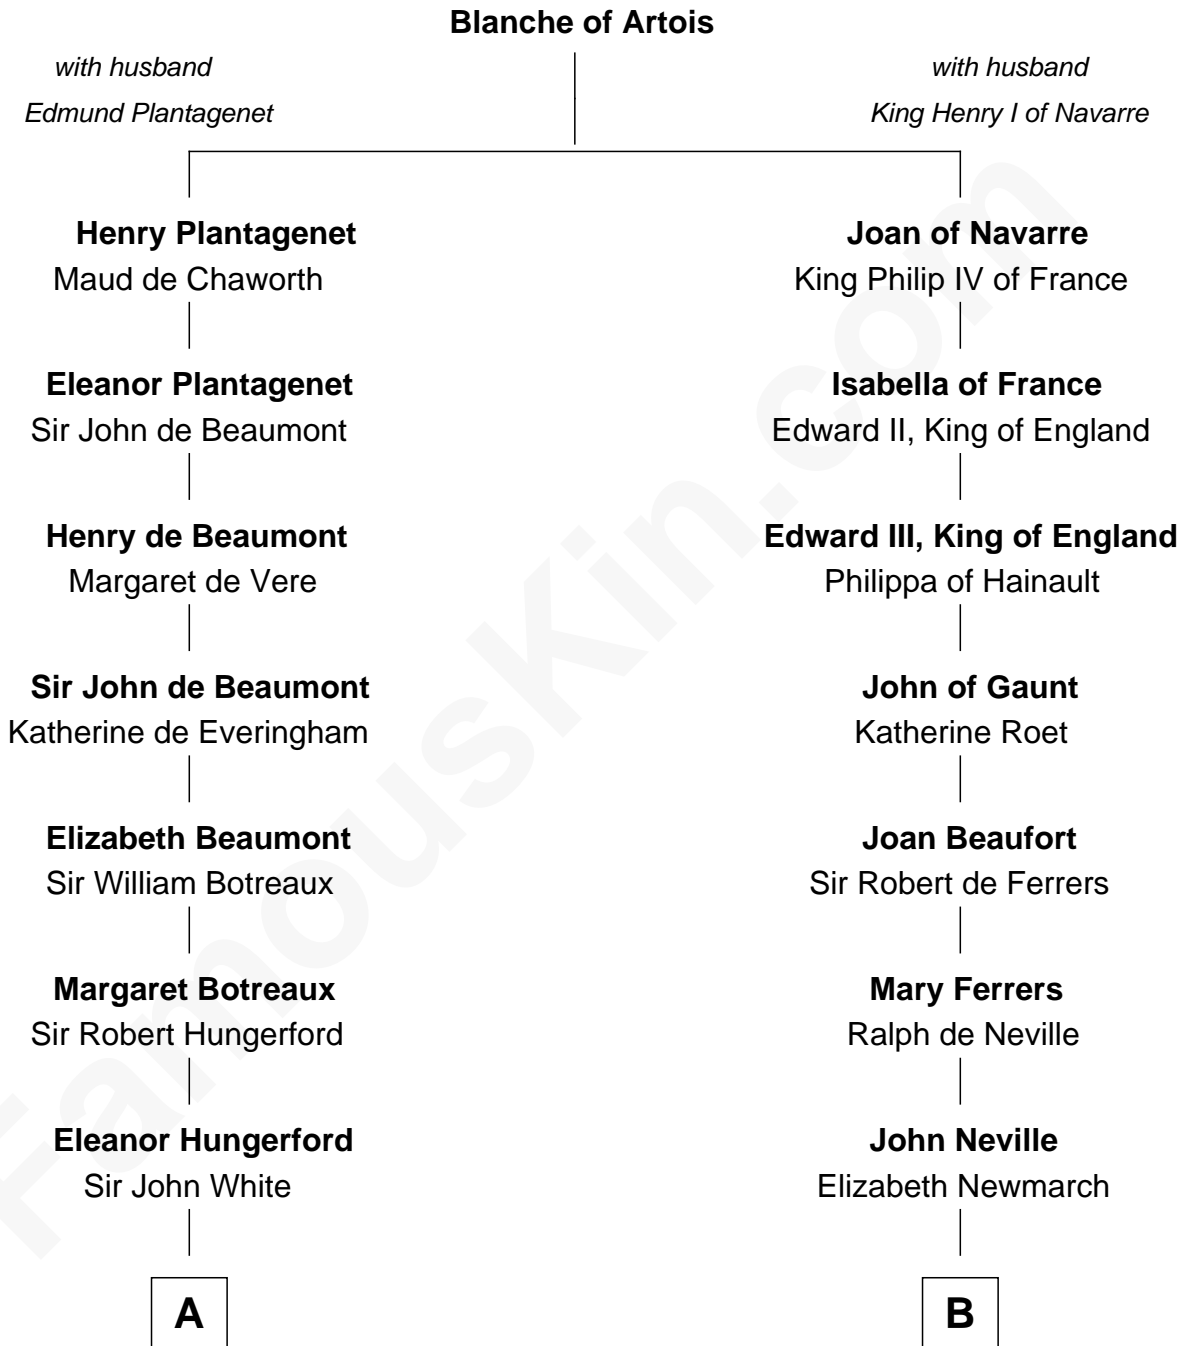 Blanche of Artois
with husband
Edmund Plantagenet
with husband
King Henry I of Navarre
Henry Plantagenet
Maud de Chaworth
Eleanor Plantagenet
Sir John de Beaumont
Henry de Beaumont
Margaret de Vere
Sir John de Beaumont
Katherine de Everingham
Elizabeth Beaumont
Sir William Botreaux
Margaret Botreaux
Sir Robert Hungerford
Eleanor Hungerford
Sir John White
A
Joan of Navarre
King Philip IV of France
Isabella of France
Edward II, King of England
Edward III, King of England
Philippa of Hainault
John of Gaunt
Katherine Roet
Joan Beaufort
Sir Robert de Ferrers
Mary Ferrers
Ralph de Neville
John Neville
Elizabeth Newmarch
B
FamousKin.com